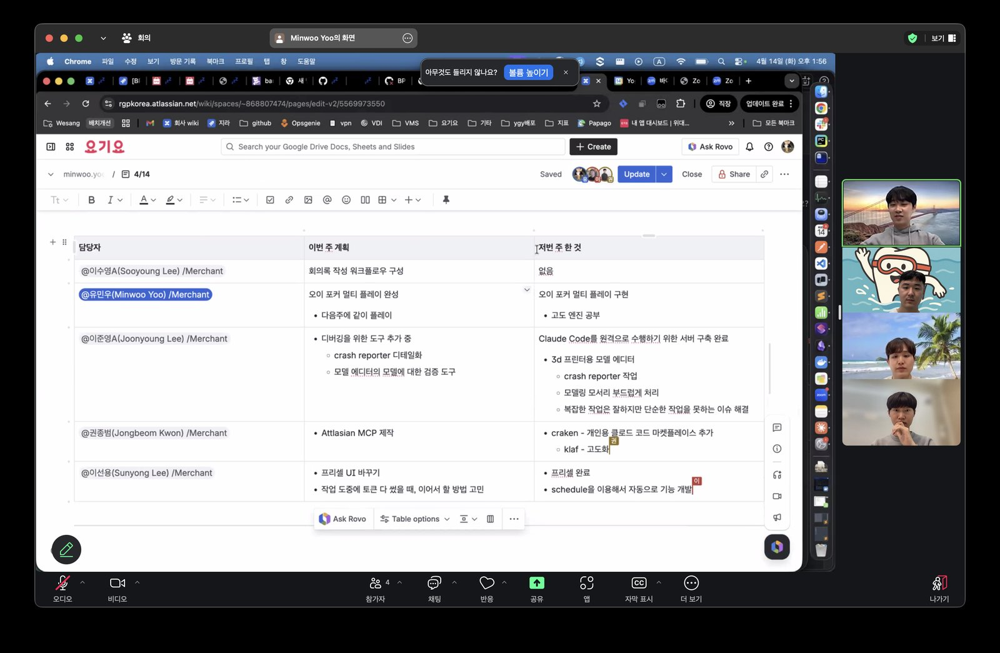 회의
Minwoo Yoo의 화면
보기
Chrome 파일 수정 보기 방문 기록 북마크 프로필 탭 창 도움말
4월 14일 (화) 오후 1:56
아무것도 들리지 않나요? 볼륨 높이기
[B
ba
새
BP
Yo
zm 바
Zo
zm Zo
rgpkorea.atlassian.net/wiki/spaces/~868807474/pages/edit-v2/5569973550
직장
업데이트 완료
Wesang 배치개선 회사 wiki 지라 github Opsgenie vpn VDI VMS 요기요 기타 ygy배포 지표 Papago 내 앱 대시보드 | 위대... 모든 북마크
요기요
Search your Google Drive Docs, Sheets and Slides
+ Create
Ask Rovo
minwoo.yo / 4/14
Saved
유 이 권
Update
Close
Share
Tt B I A
담당자 이번 주 계획 저번 주 한 것
@이수영A(Sooyoung Lee) /Merchant 회의록 작성 워크플로우 구성 없음
@유민우(Minwoo Yoo) /Merchant 오이 포커 멀티 플레이 완성 오이 포커 멀티 플레이 구현
• 다음주에 같이 플레이 • 고도 엔진 공부
@이준영A(Joonyoung Lee) /Merchant • 디버깅을 위한 도구 추가 중 Claude Code를 원격으로 수행하기 위한 서버 구축 완료
◦ crash reporter 디테일화 • 3d 프린터용 모델 에디터
◦ 모델 에디터의 모델에 대한 검증 도구 ◦ crash reporter 작업
◦ 모델링 모서리 부드럽게 처리
◦ 복잡한 작업은 잘하지만 단순한 작업을 못하는 이슈 해결
@권종범(Jongbeom Kwon) /Merchant • Attlasian MCP 제작 • craken - 개인용 클로드 코드 마켓플레이스 추가
◦ klaf - 고도화
권
@이선용(Sunyong Lee) /Merchant • 프리셀 UI 바꾸기 • 프리셀 완료
• 작업 도중에 토큰 다 썼을 때, 이어서 할 방법 고민 • schedule을 이용해서 자동으로 기능 개발
이
Ask Rovo Table options
14
zoom
오디오 비디오 4 참가자 채팅 반응 공유 앱 CC 자막 표시 더 보기 나가기